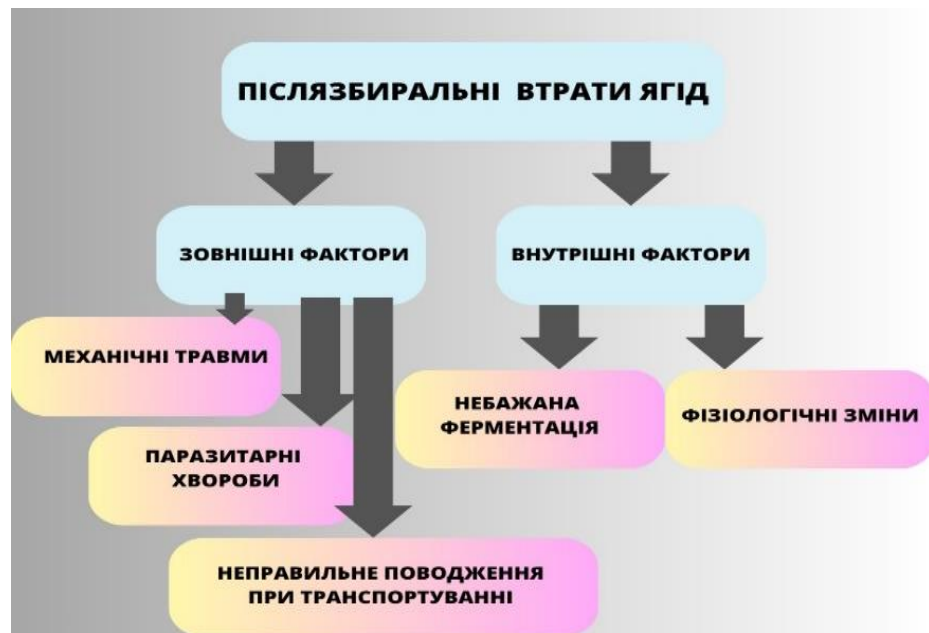 ПІСЛЯЗБИРАЛЬНІ ВТРАТИ ЯГІД
ЗОВНІШНІ ФАКТОРИ
ВНУТРІШНІ ФАКТОРИ
МЕХАНІЧНІ ТРАВМИ
ПАРАЗИТАРНІ
ХВОРОБИ
НЕПРАВИЛЬНЕ ПОВОДЖЕННЯ
ПРИ ТРАНСПОРТУВАННІ
НЕБАЖАНА
ФЕРМЕНТАЦІЯ
ФІЗІОЛОГІЧНІ ЗМІНИ